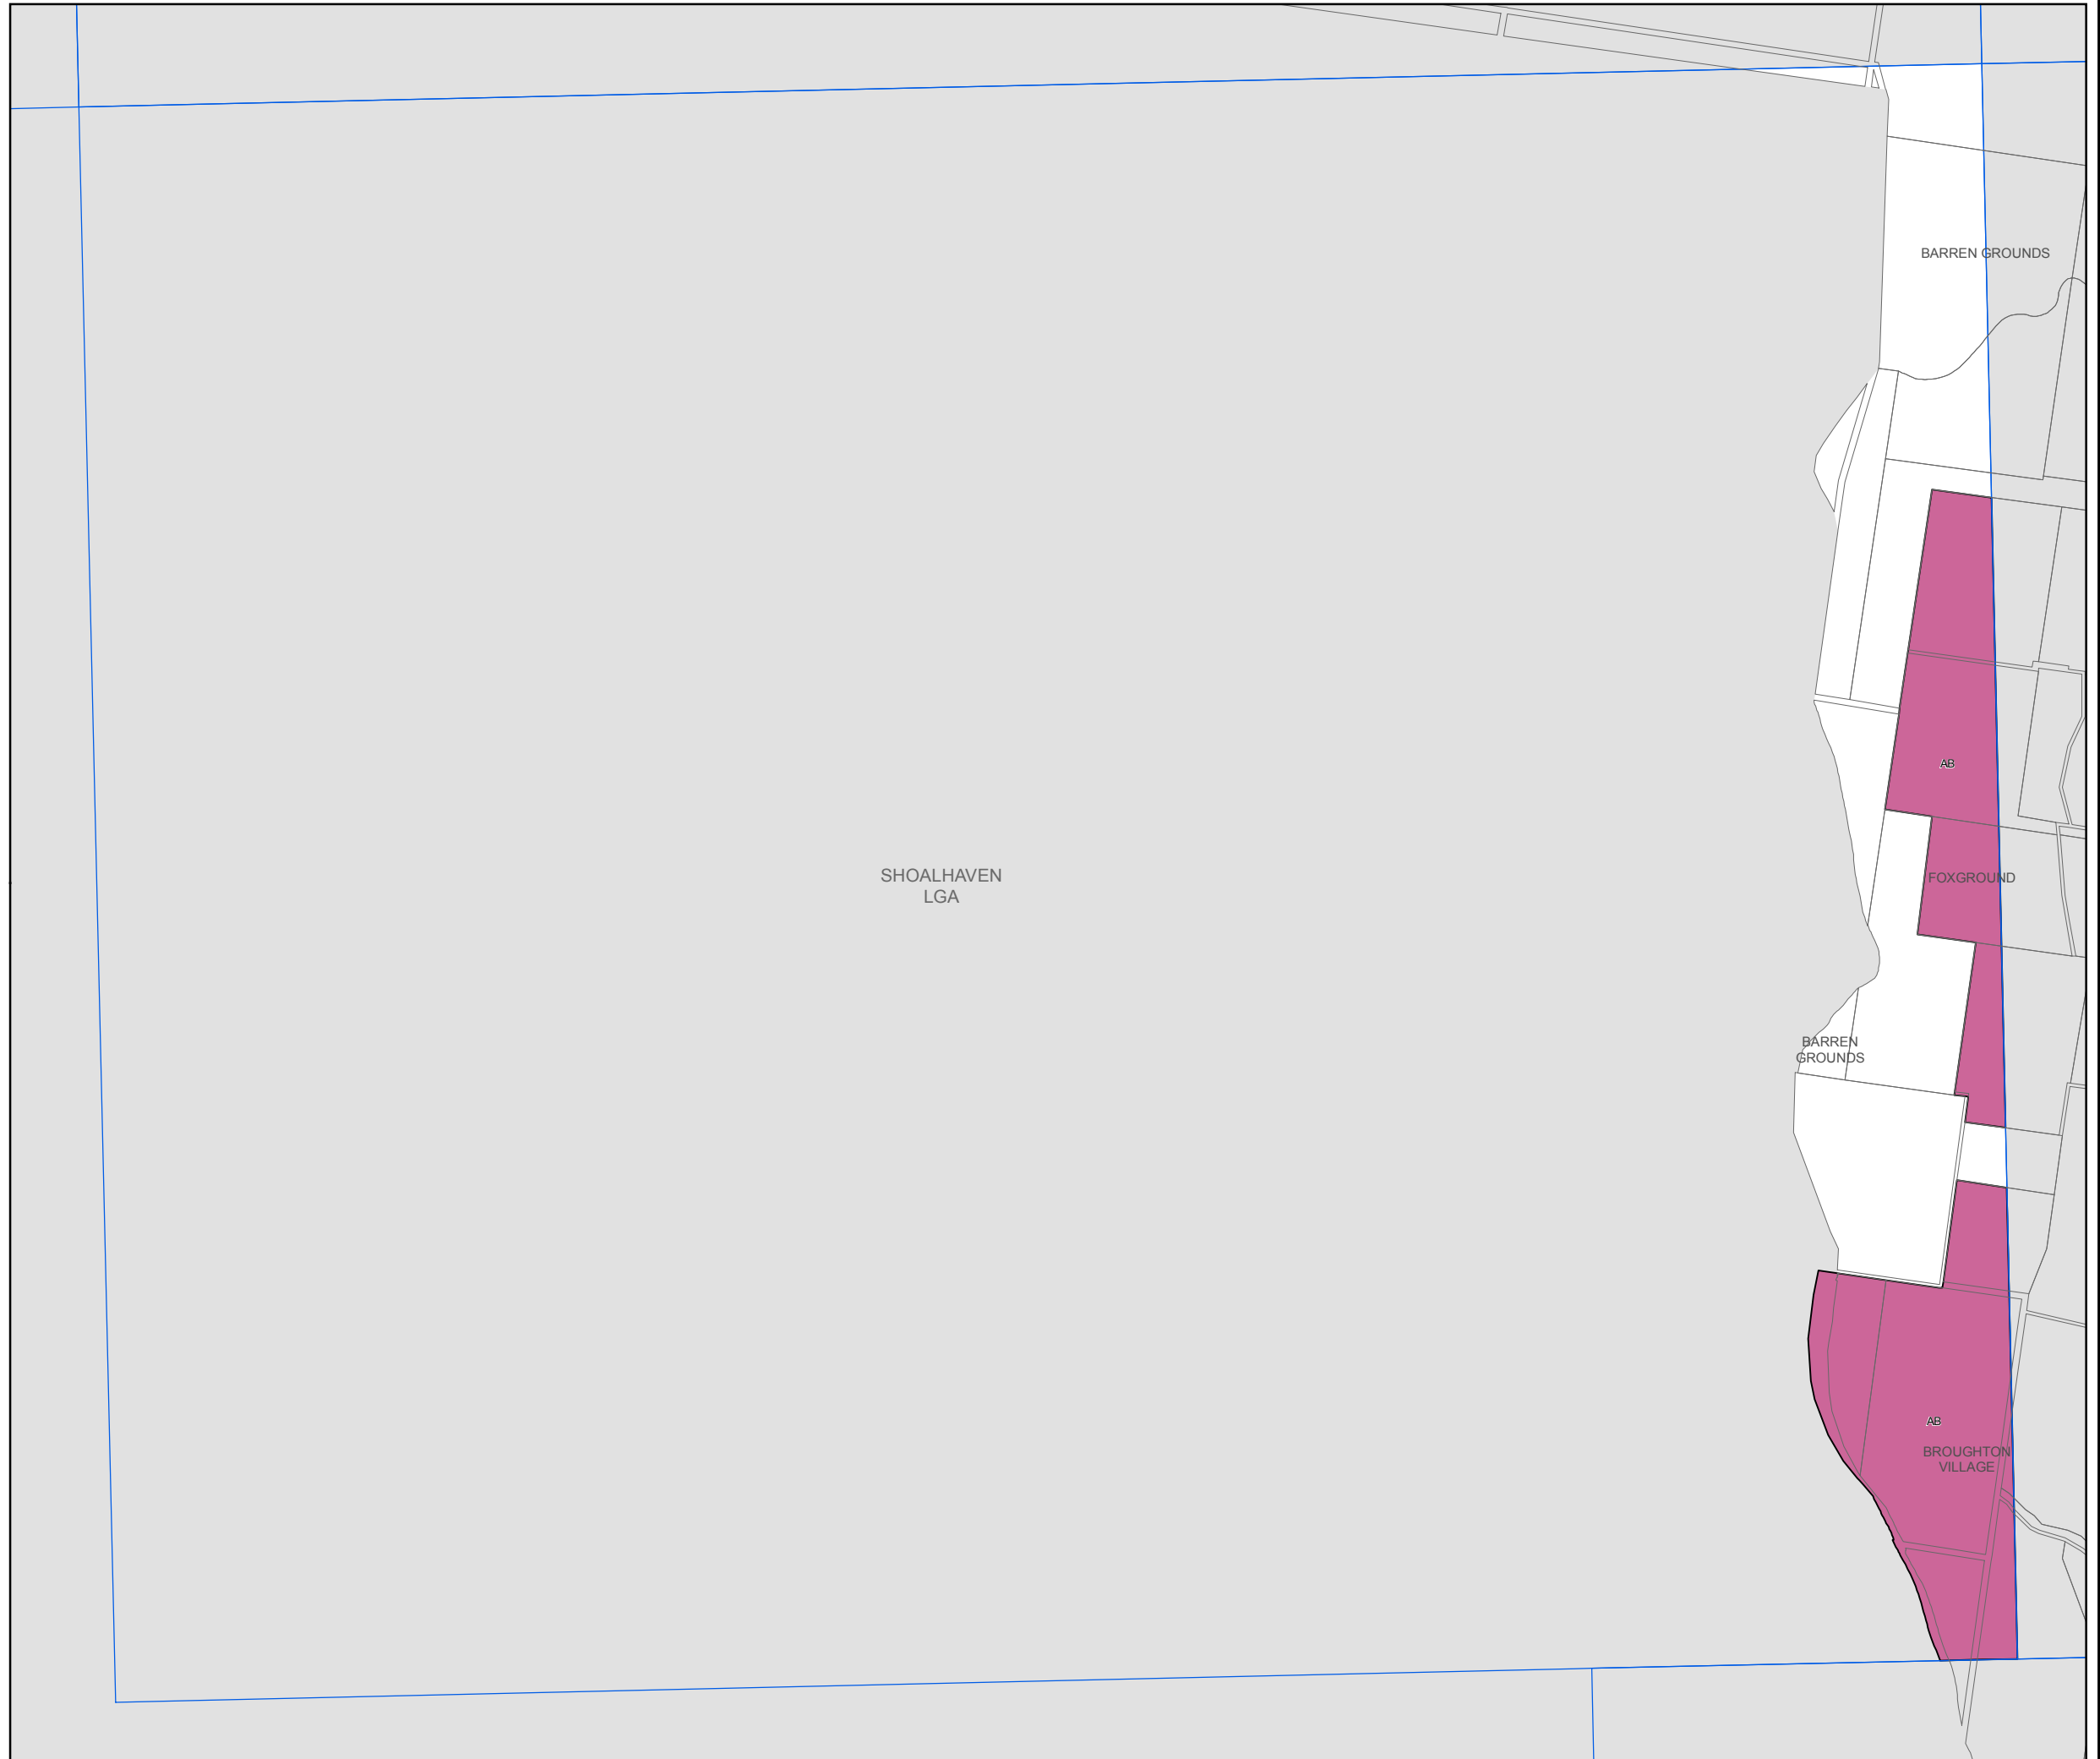 BARREN GROUNDS
AB
SHOALHAVEN
LGA
FOXGROUND
BARREN
GROUNDS
AB
BROUGHTON
VILLAGE